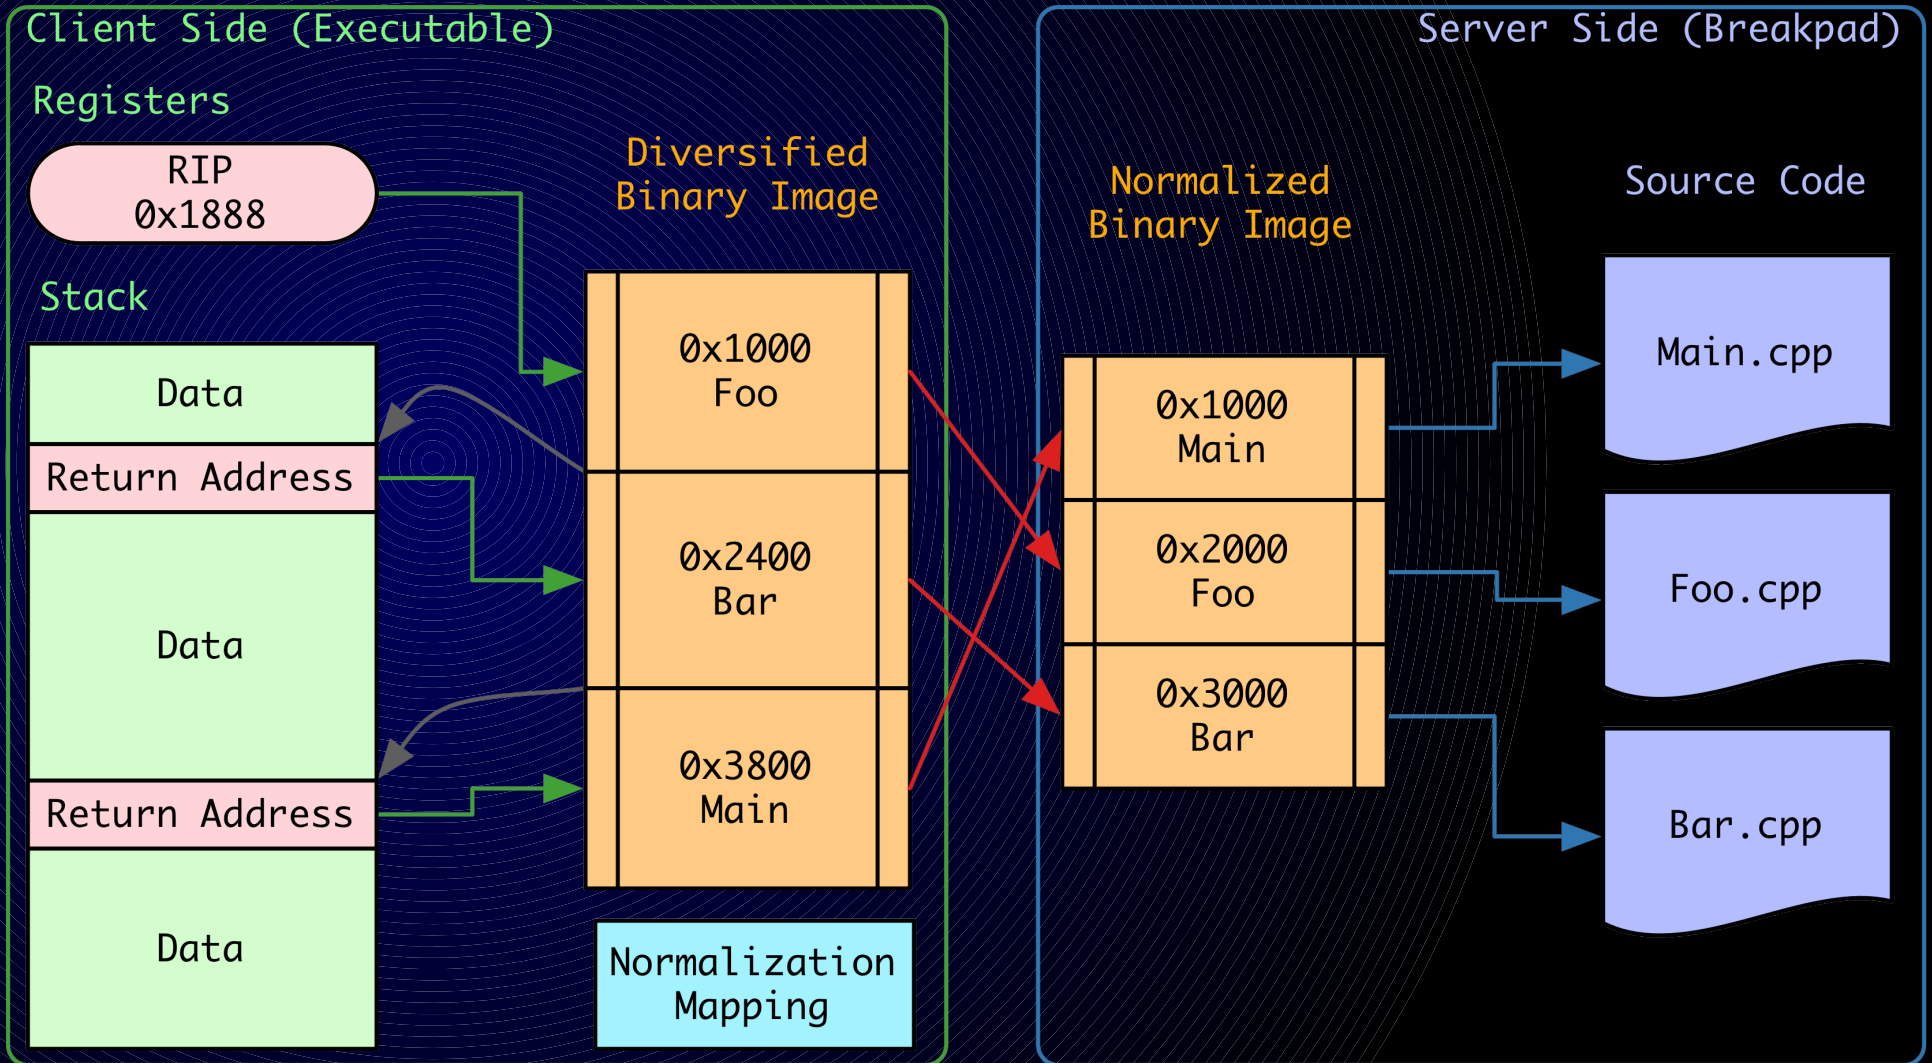 Client Side (Executable)
Registers
RIP
0x1888
Stack
Data
Return Address
Data
Return Address
Data
Diversified
Binary Image
0x1000
Foo
0x2400
Bar
0x3800
Main
Normalization
Mapping
Server Side (Breakpad)
Normalized
Binary Image
0x1000
Main
0x2000
Foo
0x3000
Bar
Source Code
Main.cpp
Foo.cpp
Bar.cpp